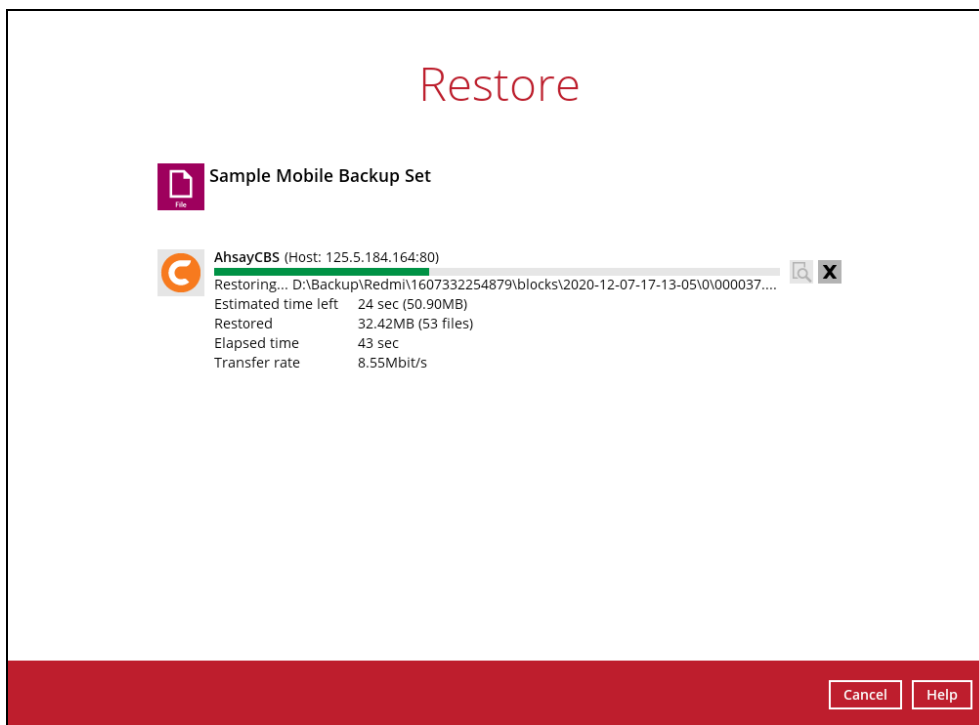 Restore
Sample Mobile Backup Set
File
AhsayCBS (Host: 125.5.184.164:80)
X
Restoring... D:\Backup\Redmi\1607332254879\blocks\2020-12-07-17-13-05\0\000037....
Estimated time left 24 sec (50.90MB)
Restored 32.42MB (53 files)
Elapsed time 43 sec
Transfer rate 8.55Mbit/s
Cancel Help